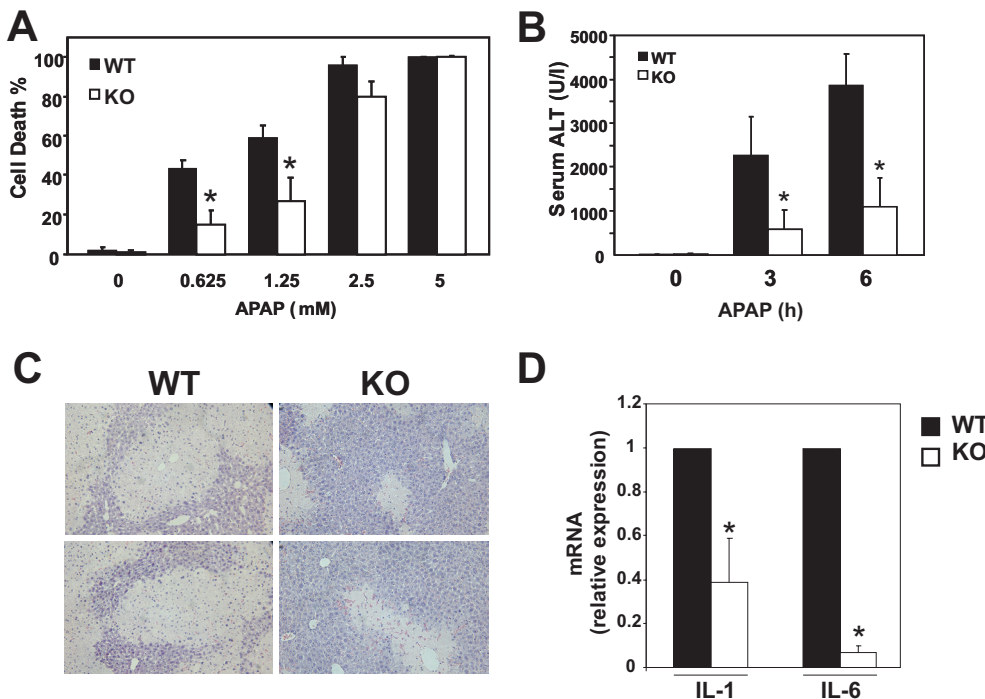 A
WT
KO
Cell Death %
100
80
60
40
20
0
*
*
0
0.625
1.25
2.5
5
APAP (mM)
B
WT
KO
Serum ALT (U/l)
5000
4000
3000
2000
1000
0
*
*
0
3
6
APAP (h)
C
WT
KO
D
WT
KO
mRNA
(relative expression)
1.2
1
0.8
0.6
0.4
0.2
0
*
*
IL-1
IL-6